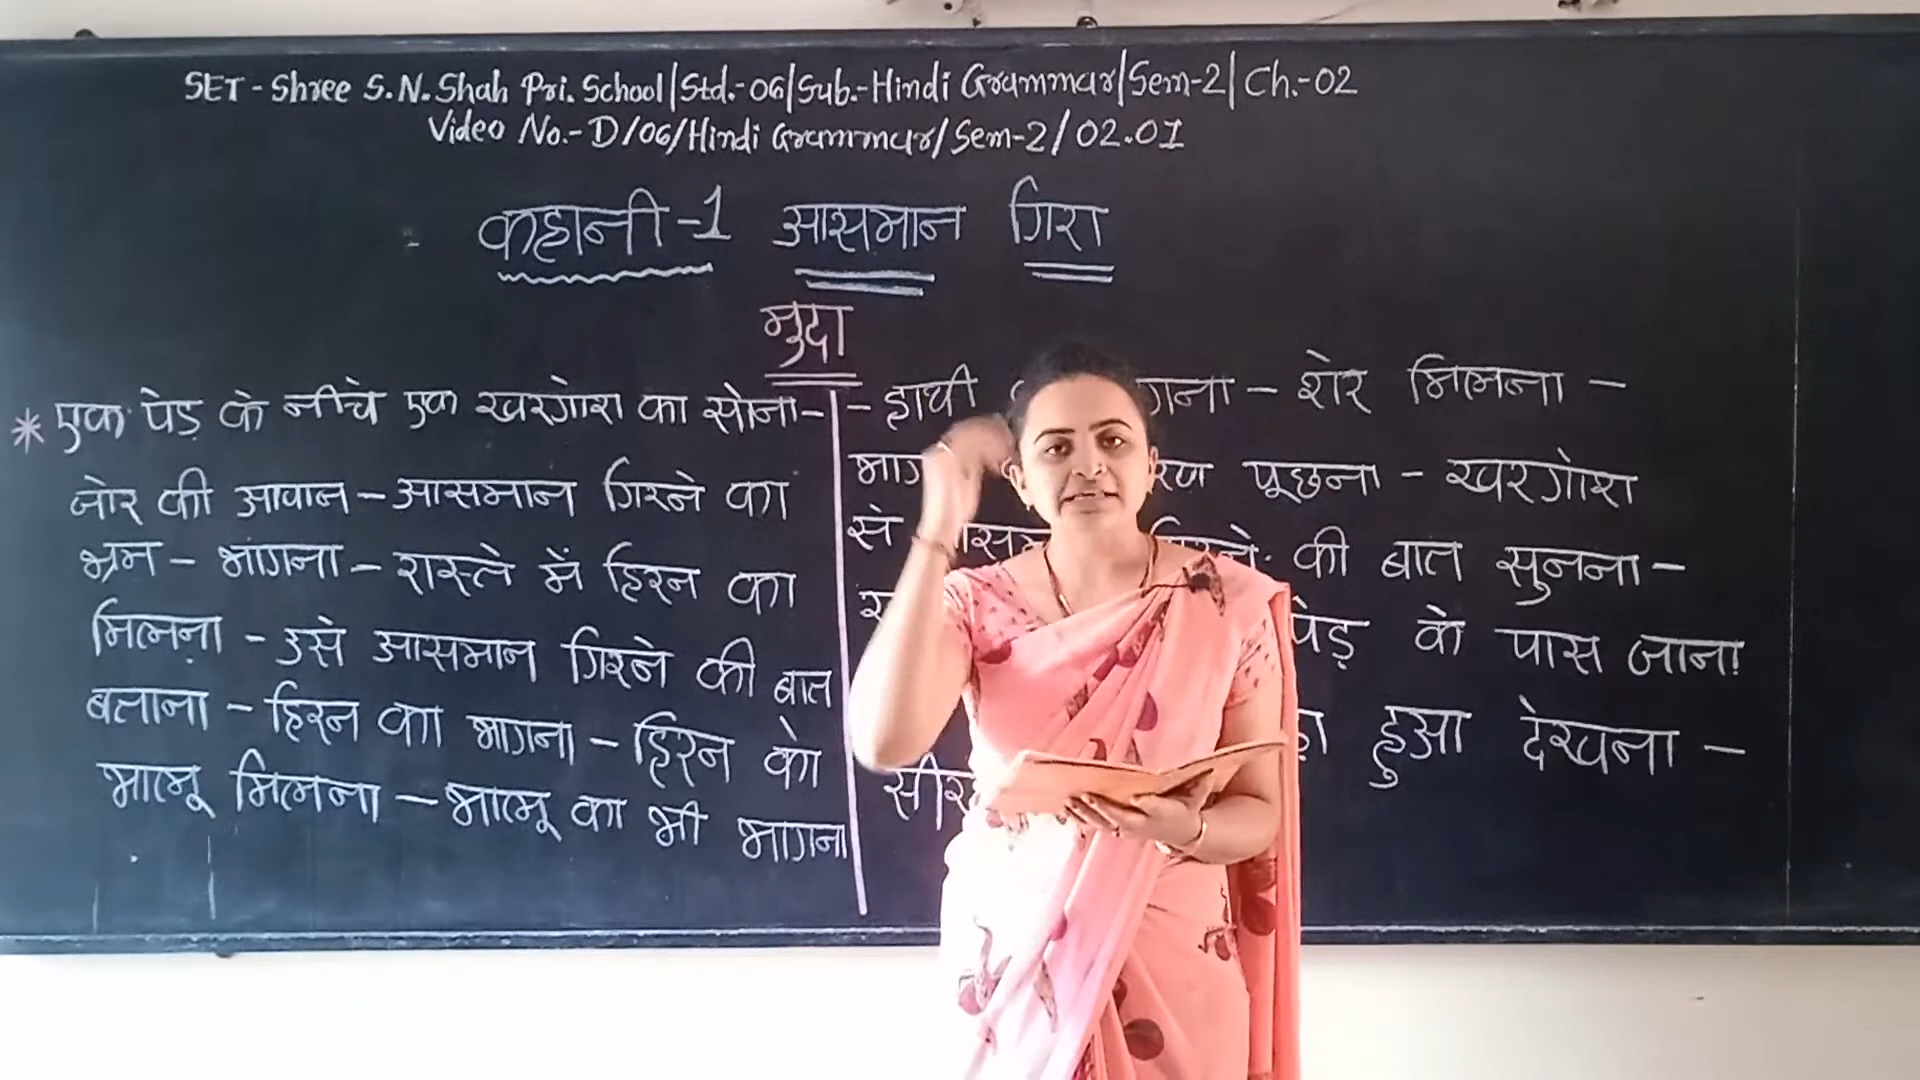 SET - Shree S.N.Shah Pri. School|Std.-06|Sub.-Hindi Grammar|Sem-2|Ch.-02
Video No.- D/06/Hindi Grammar/Sem-2/02.01
कहानी-1 आसमान गिरा
मुद्दा
* एक पेड़ के नीचे एक खरगोश का सोना-
जोर की आवाज - आसमान गिरने का
भ्रम - भागना - रास्ते में हिरन का
मिलना - उसे आसमान गिरने की बात
बताना - हिरन का भागना - हिरन को
भालू मिलना - भालू का भी भागना
- हाथी - शेर मिलना -
पूछना - खरगोश
से की बात सुनना -
पेड़ के पास जाना
हुआ देखना -